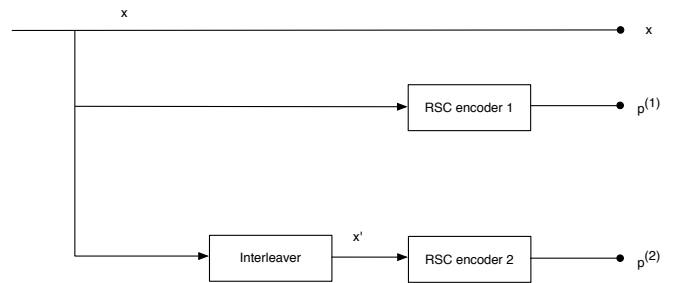 x
x
RSC encoder 1
p(1)
x'
Interleaver
RSC encoder 2
p(2)